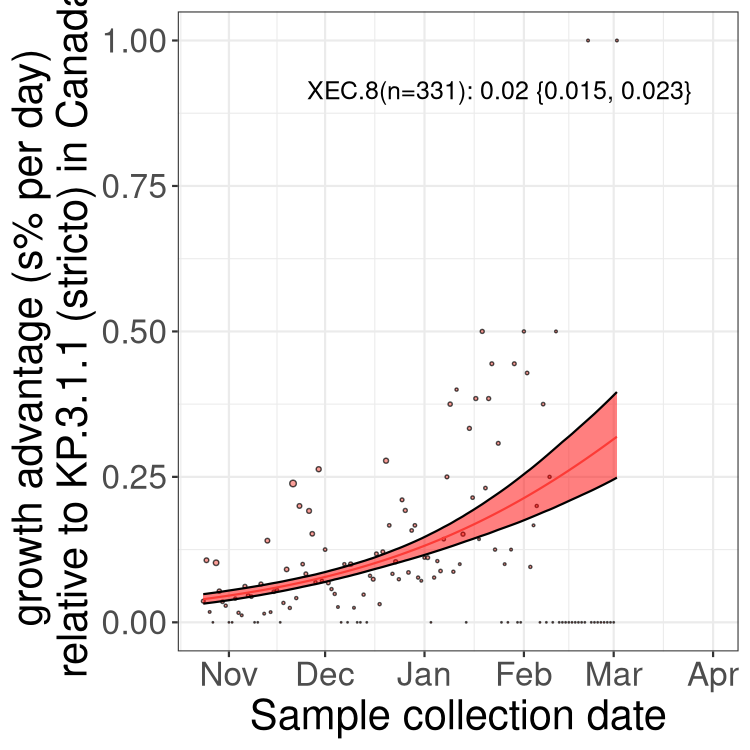 growth advantage (s% per day)
relative to KP.3.1.1 (stricto) in Canada
1.00
0.75
0.50
0.25
0.00
XEC.8(n=331): 0.02 {0.015, 0.023}
Nov Dec Jan Feb Mar Apr
Sample collection date